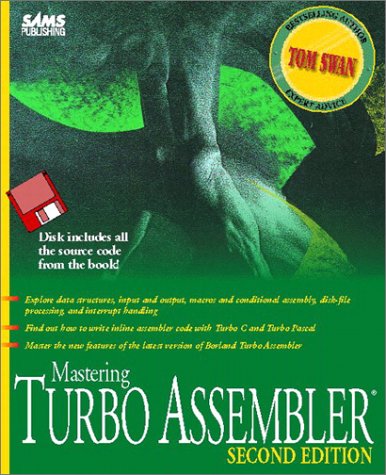 SAMS
PUBLISHING
BESTSELLING AUTHOR
TOM SWAN
EXPERT ADVICE
Disk includes all
the source code
from the book!
Explore data structures, input and output, macros and conditional assembly, disk-file
processing, and interrupt handling
Find out how to write inline assembler code with Turbo C and Turbo Pascal
Master the new features of the latest version of Borland Turbo Assembler
Mastering
TURBO ASSEMBLER®
SECOND EDITION